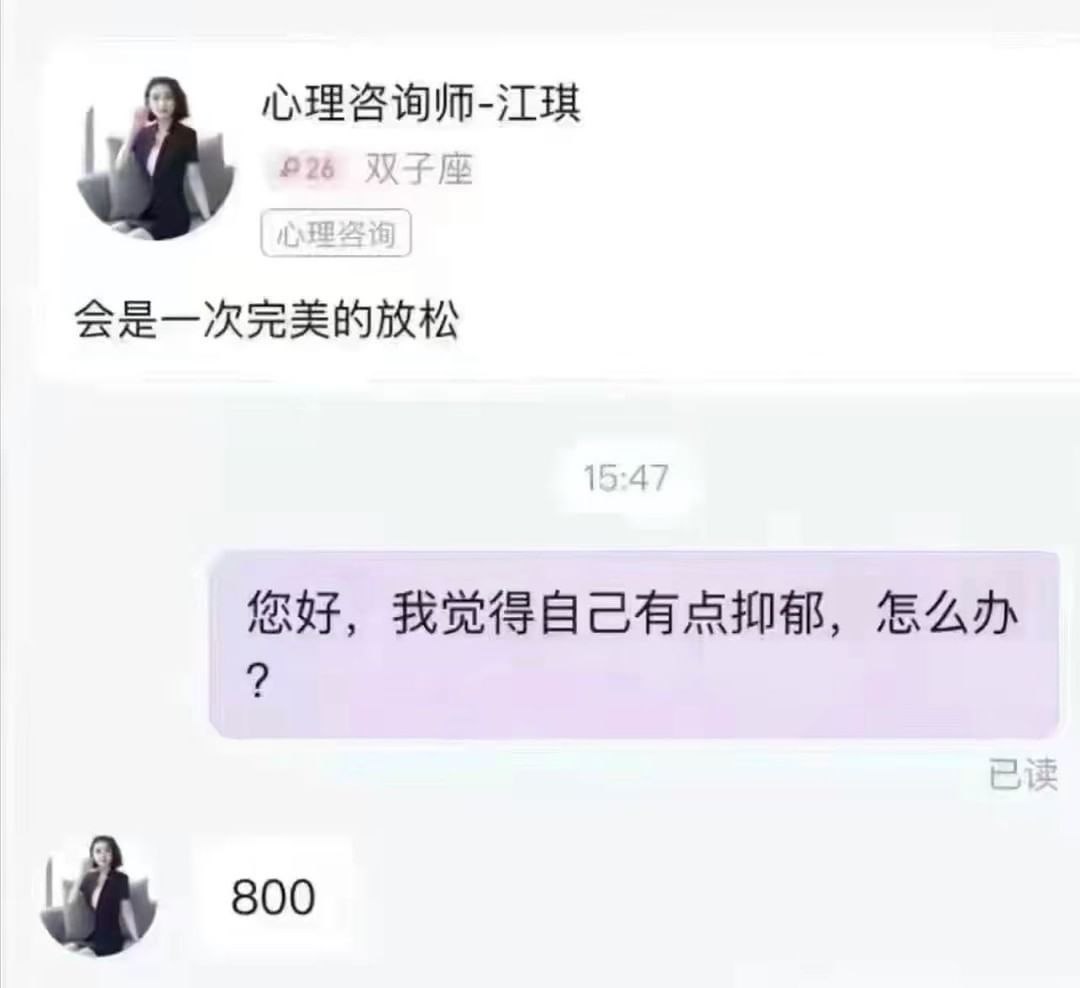 心理咨询师-江琪
26 双子座
心理咨询
会是一次完美的放松
15:47
您好，我觉得自己有点抑郁，怎么办
？
已读
800